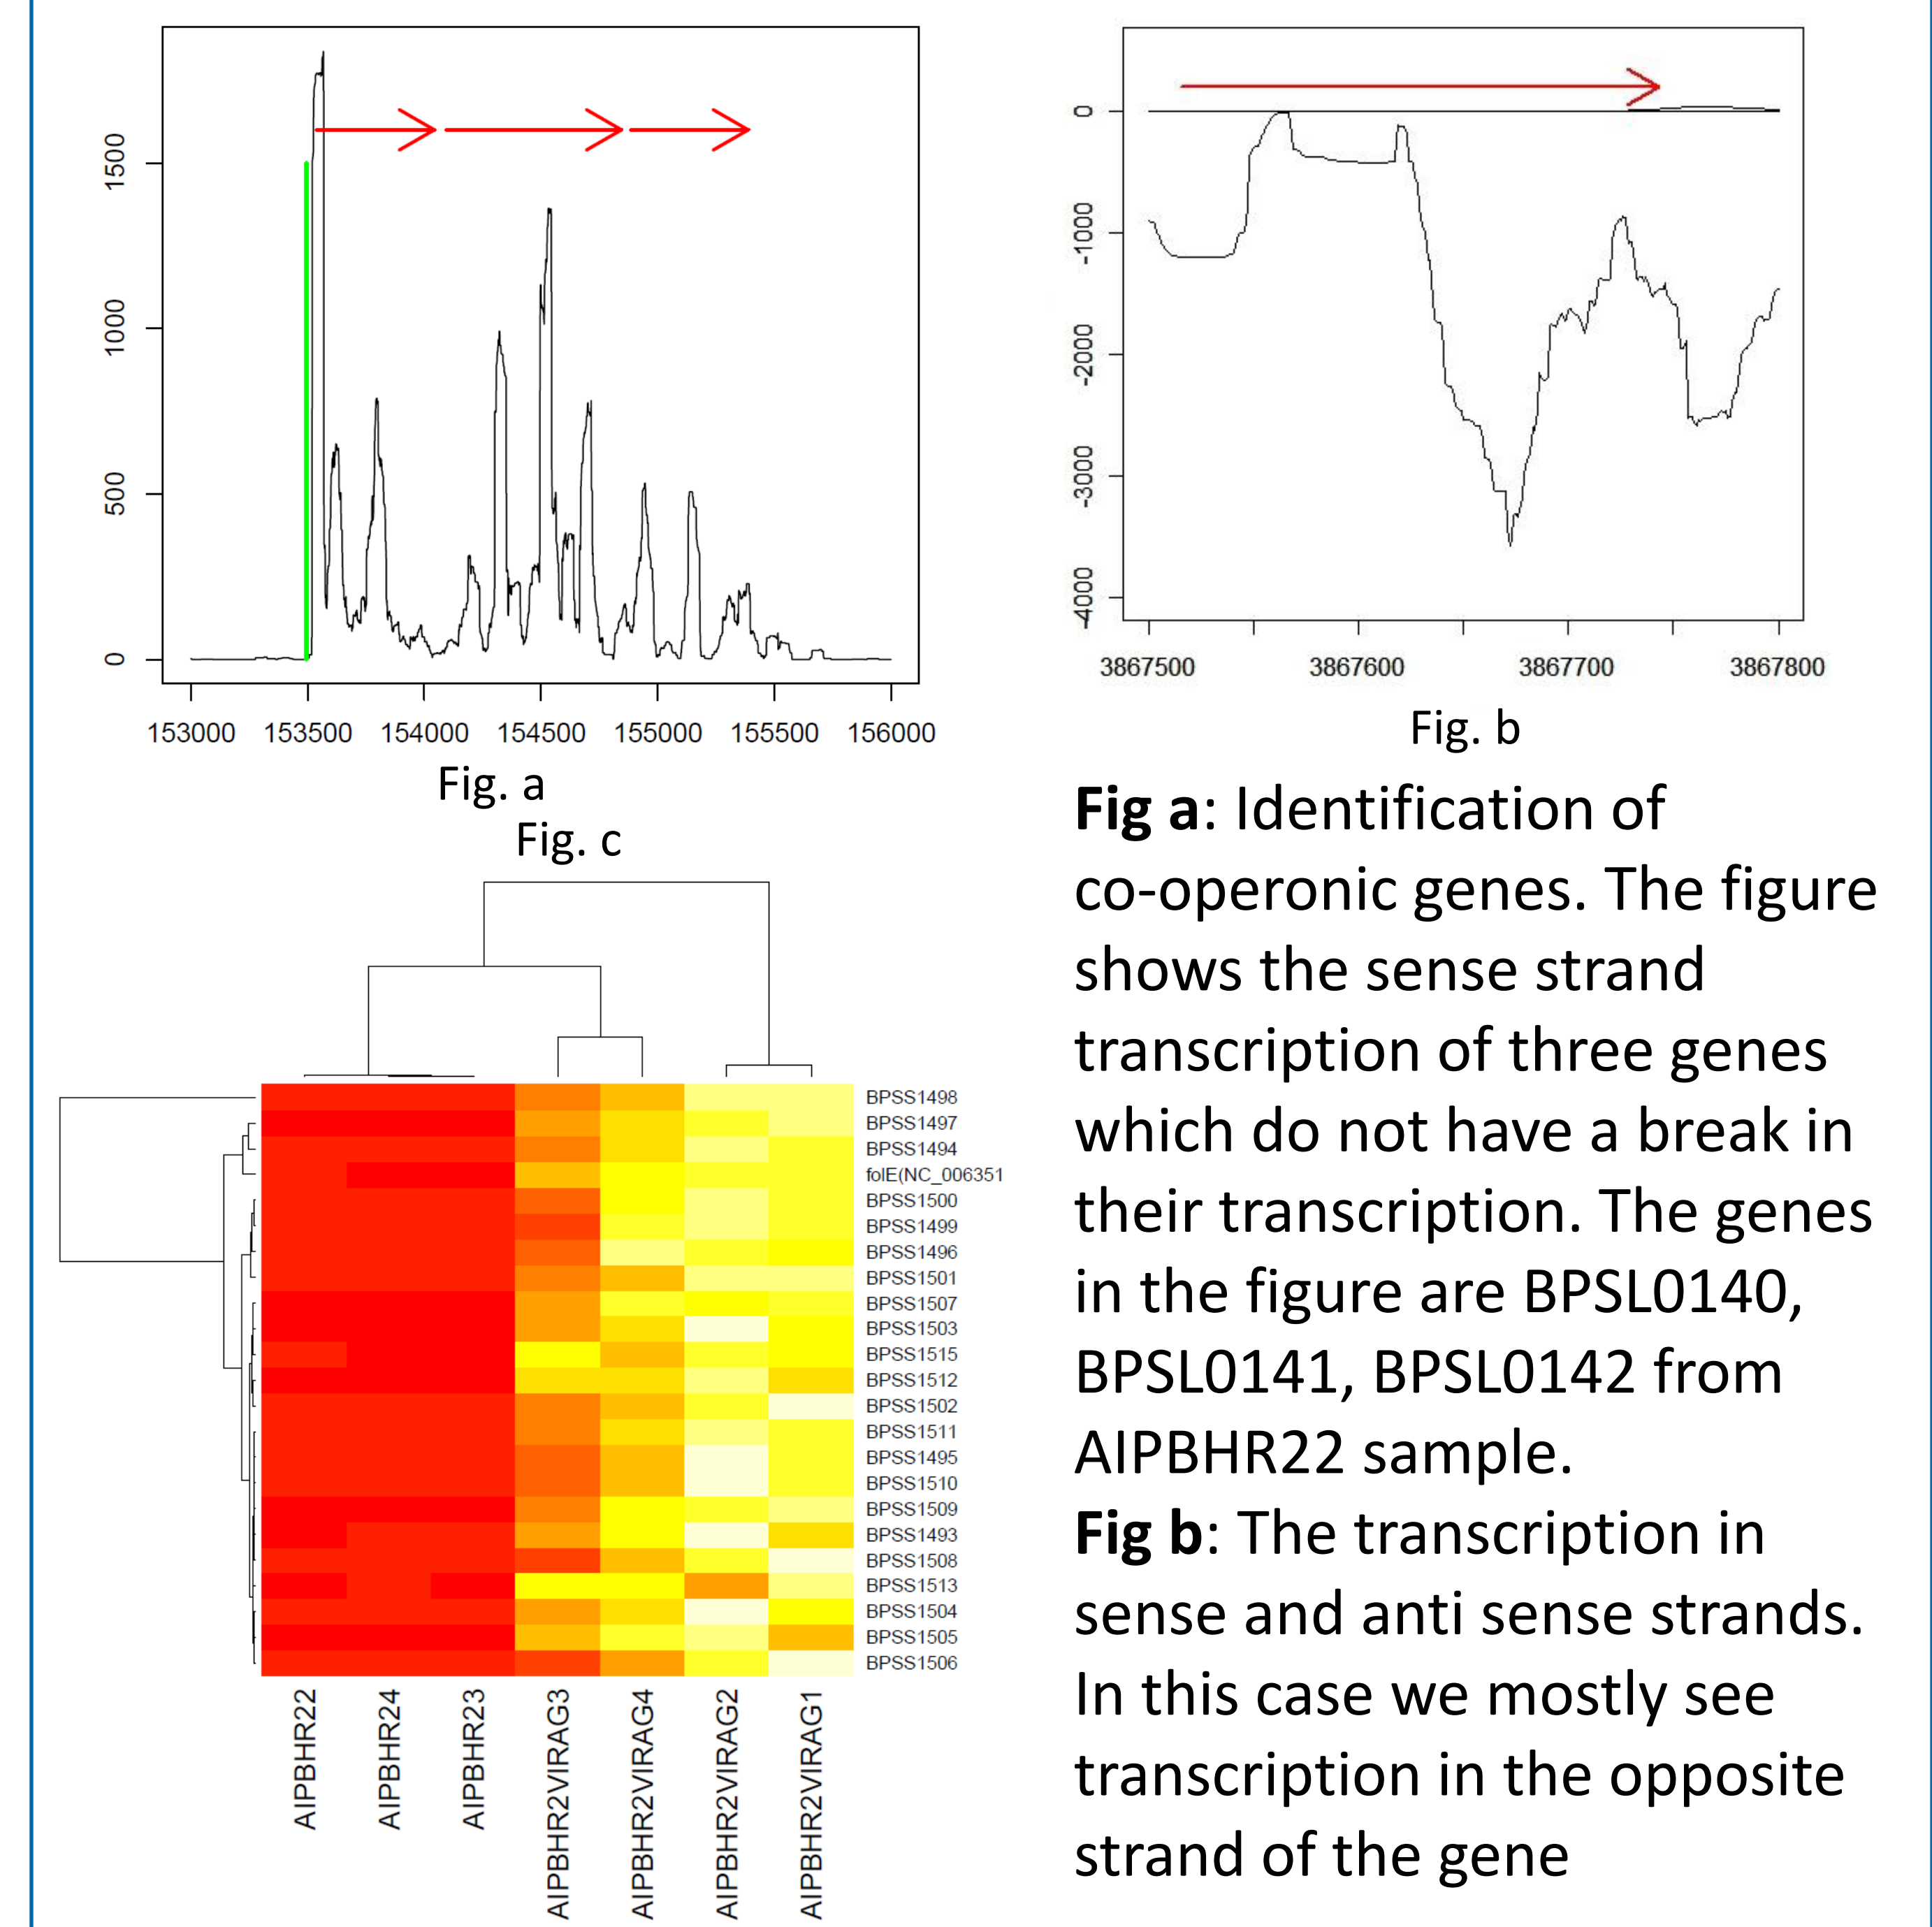 1500
1000
500
0
153000 153500 154000 154500 155000 155500 156000
Fig. a
0
-1000
-2000
-3000
-4000
3867500 3867600 3867700 3867800
Fig. b
Fig. c
BPSS1498
BPSS1497
BPSS1494
folE(NC_006351
BPSS1500
BPSS1499
BPSS1496
BPSS1501
BPSS1507
BPSS1503
BPSS1515
BPSS1512
BPSS1502
BPSS1511
BPSS1495
BPSS1510
BPSS1509
BPSS1493
BPSS1508
BPSS1513
BPSS1504
BPSS1505
BPSS1506
AIPBHR22
AIPBHR24
AIPBHR23
AIPBHR2VIRAG3
AIPBHR2VIRAG4
AIPBHR2VIRAG2
AIPBHR2VIRAG1
Fig a: Identification of
co-operonic genes. The figure
shows the sense strand
transcription of three genes
which do not have a break in
their transcription. The genes
in the figure are BPSL0140,
BPSL0141, BPSL0142 from
AIPBHR22 sample.
Fig b: The transcription in
sense and anti sense strands.
In this case we mostly see
transcription in the opposite
strand of the gene